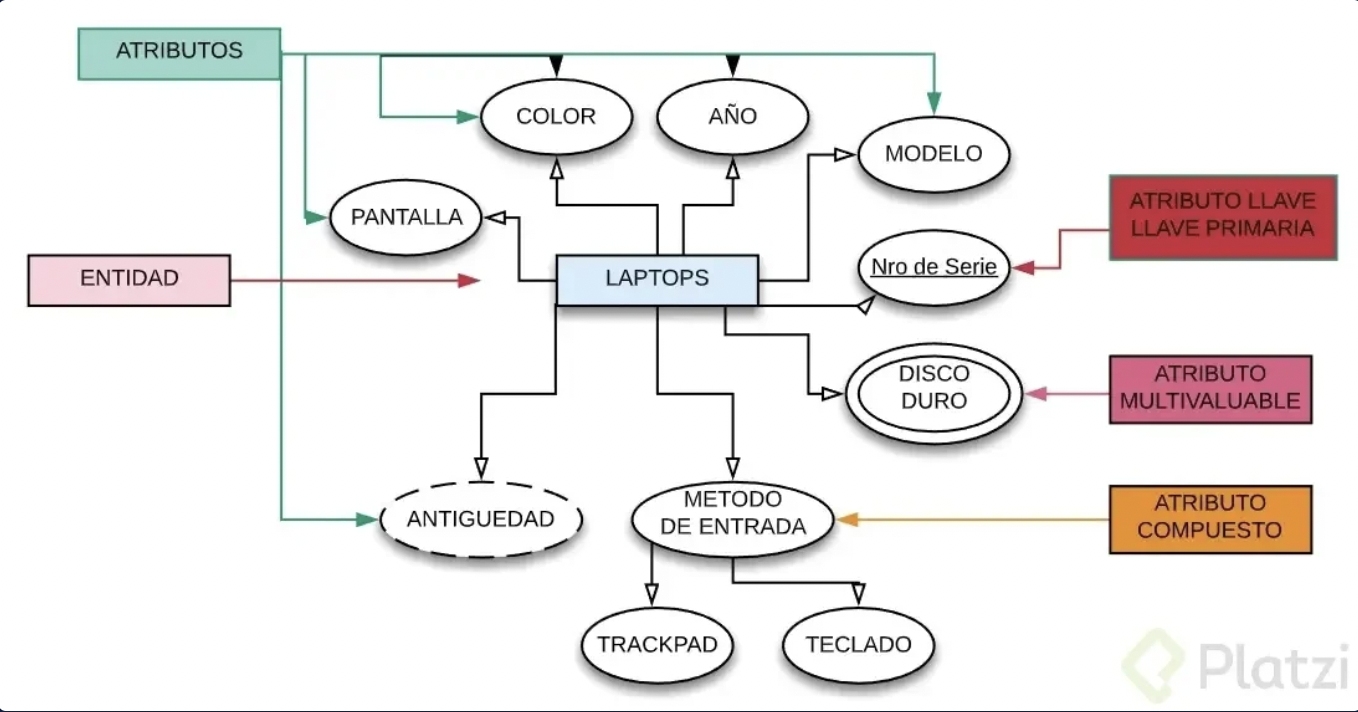 ATRIBUTOS
COLOR
AÑO
MODELO
PANTALLA
ATRIBUTO LLAVE
LLAVE PRIMARIA
ENTIDAD
LAPTOPS
Nro de Serie
DISCO
DURO
ATRIBUTO
MULTIVALUABLE
ANTIGUEDAD
METODO
DE ENTRADA
ATRIBUTO
COMPUESTO
TRACKPAD
TECLADO
Platzi